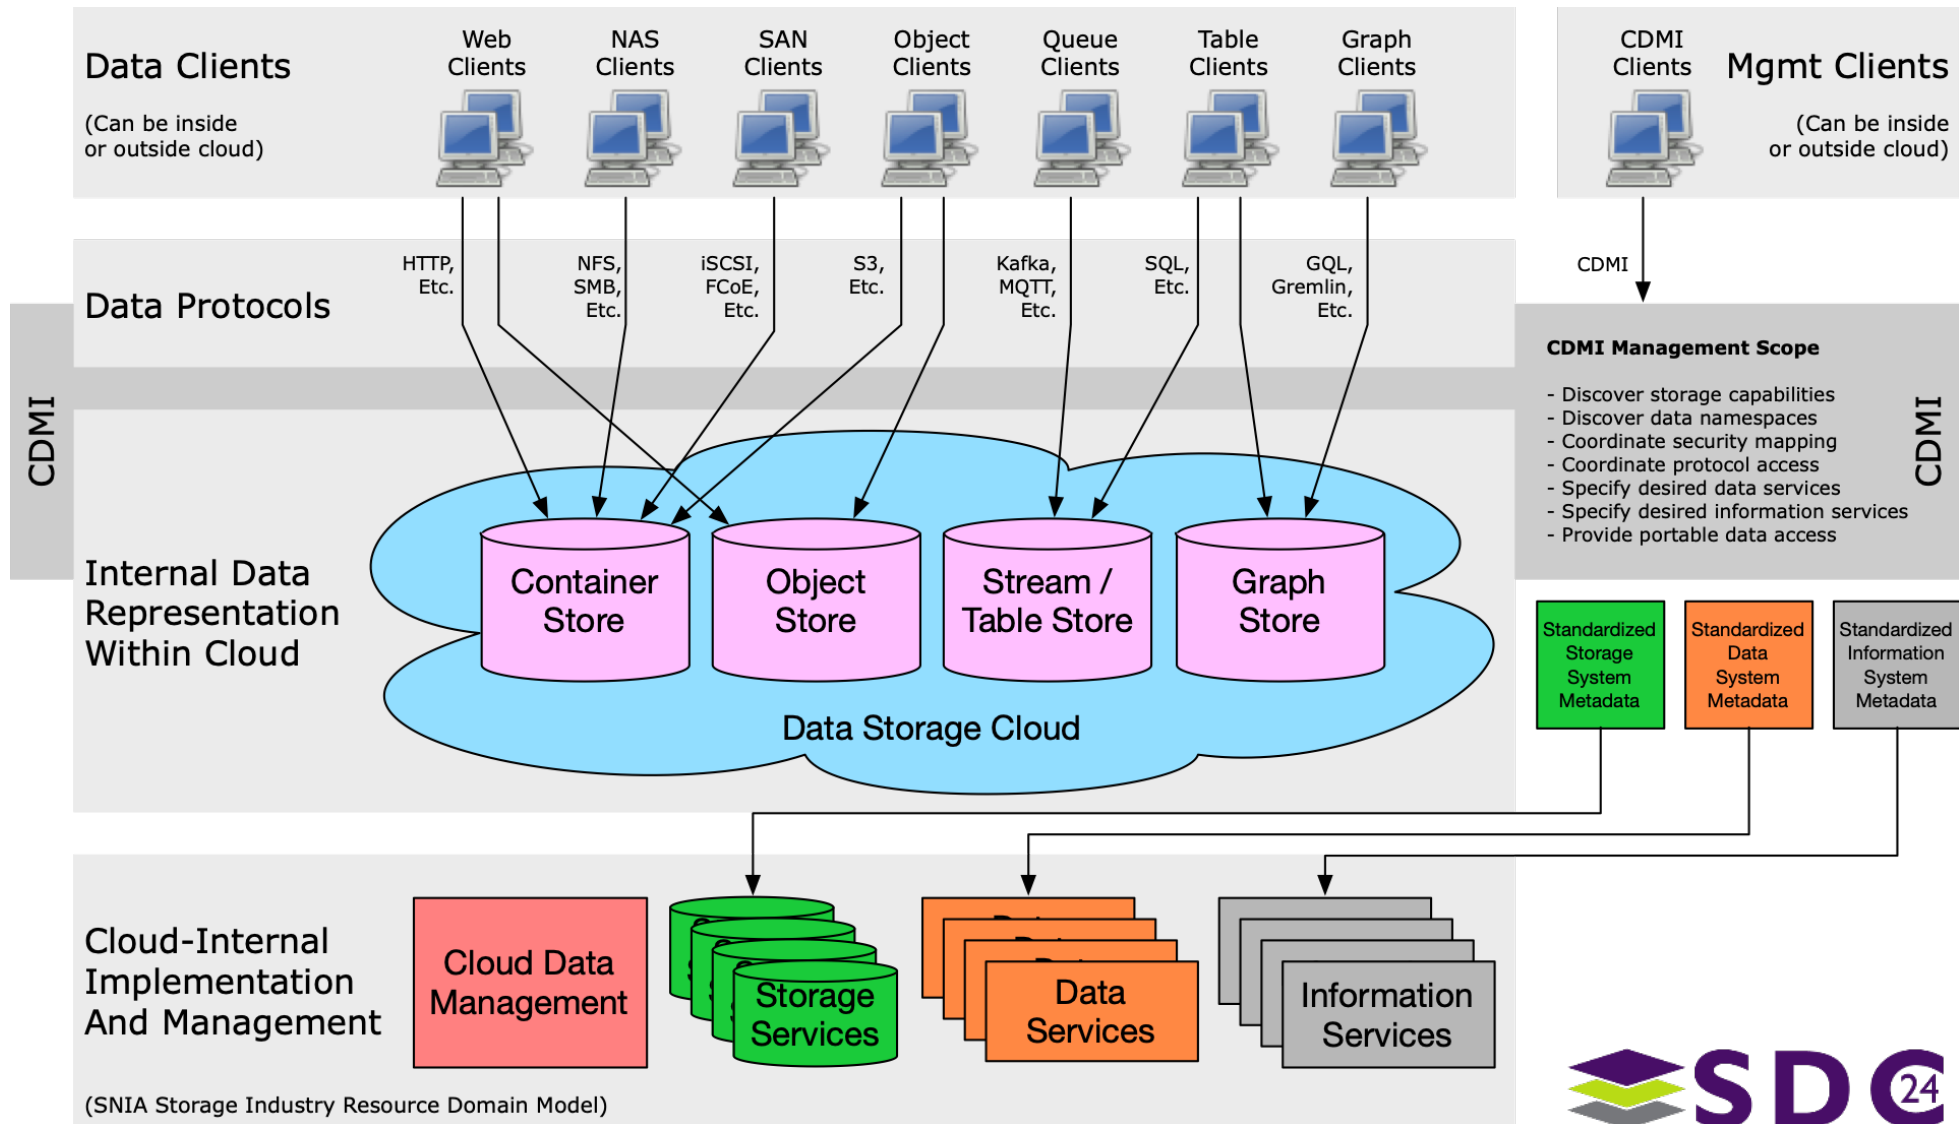 Data Clients
(Can be inside
or outside cloud)
Web
Clients
NAS
Clients
SAN
Clients
Object
Clients
Queue
Clients
Table
Clients
Graph
Clients
CDMI
Clients
Mgmt Clients
(Can be inside
or outside cloud)
Data Protocols
HTTP,
Etc.
NFS,
SMB,
Etc.
iSCSI,
FCoE,
Etc.
S3,
Etc.
Kafka,
MQTT,
Etc.
SQL,
Etc.
GQL,
Gremlin,
Etc.
CDMI
CDMI
CDMI Management Scope
- Discover storage capabilities
- Discover data namespaces
- Coordinate security mapping
- Coordinate protocol access
- Specify desired data services
- Specify desired information services
- Provide portable data access
CDMI
Internal Data
Representation
Within Cloud
Container
Store
Object
Store
Stream /
Table Store
Graph
Store
Data Storage Cloud
Standardized
Storage
System
Metadata
Standardized
Data
System
Metadata
Standardized
Information
System
Metadata
Cloud-Internal
Implementation
And Management
Cloud Data
Management
Storage
Services
Data
Services
Information
Services
(SNIA Storage Industry Resource Domain Model)
SDC
24